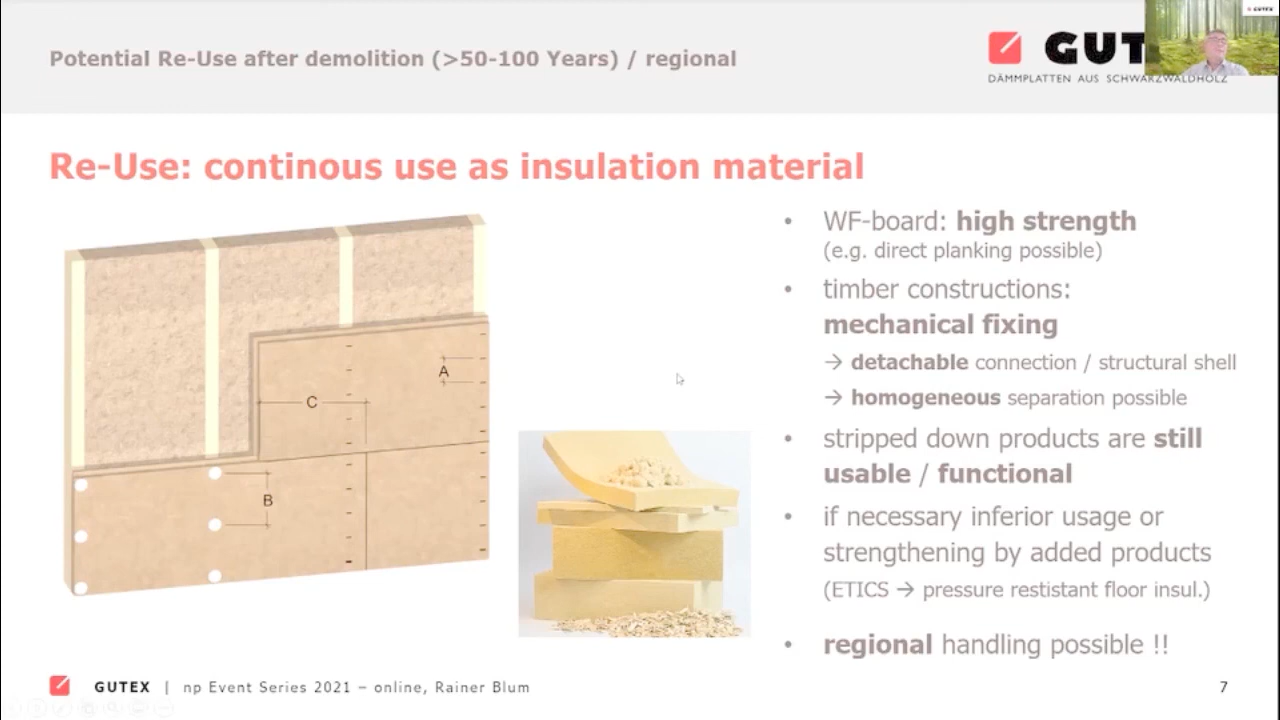 Potential Re-Use after demolition (>50-100 Years) / regional
GUT
DÄMMPLATTEN AUS SCHWARZWALDHOLZ
GUTEX
Re-Use: continous use as insulation material
A
C
B
• WF-board: high strength
(e.g. direct planking possible)
• timber constructions:
mechanical fixing
→ detachable connection / structural shell
→ homogeneous separation possible
• stripped down products are still
usable / functional
• if necessary inferior usage or
strengthening by added products
(ETICS → pressure restistant floor insul.)
• regional handling possible !!
GUTEX | np Event Series 2021 – online, Rainer Blum
7